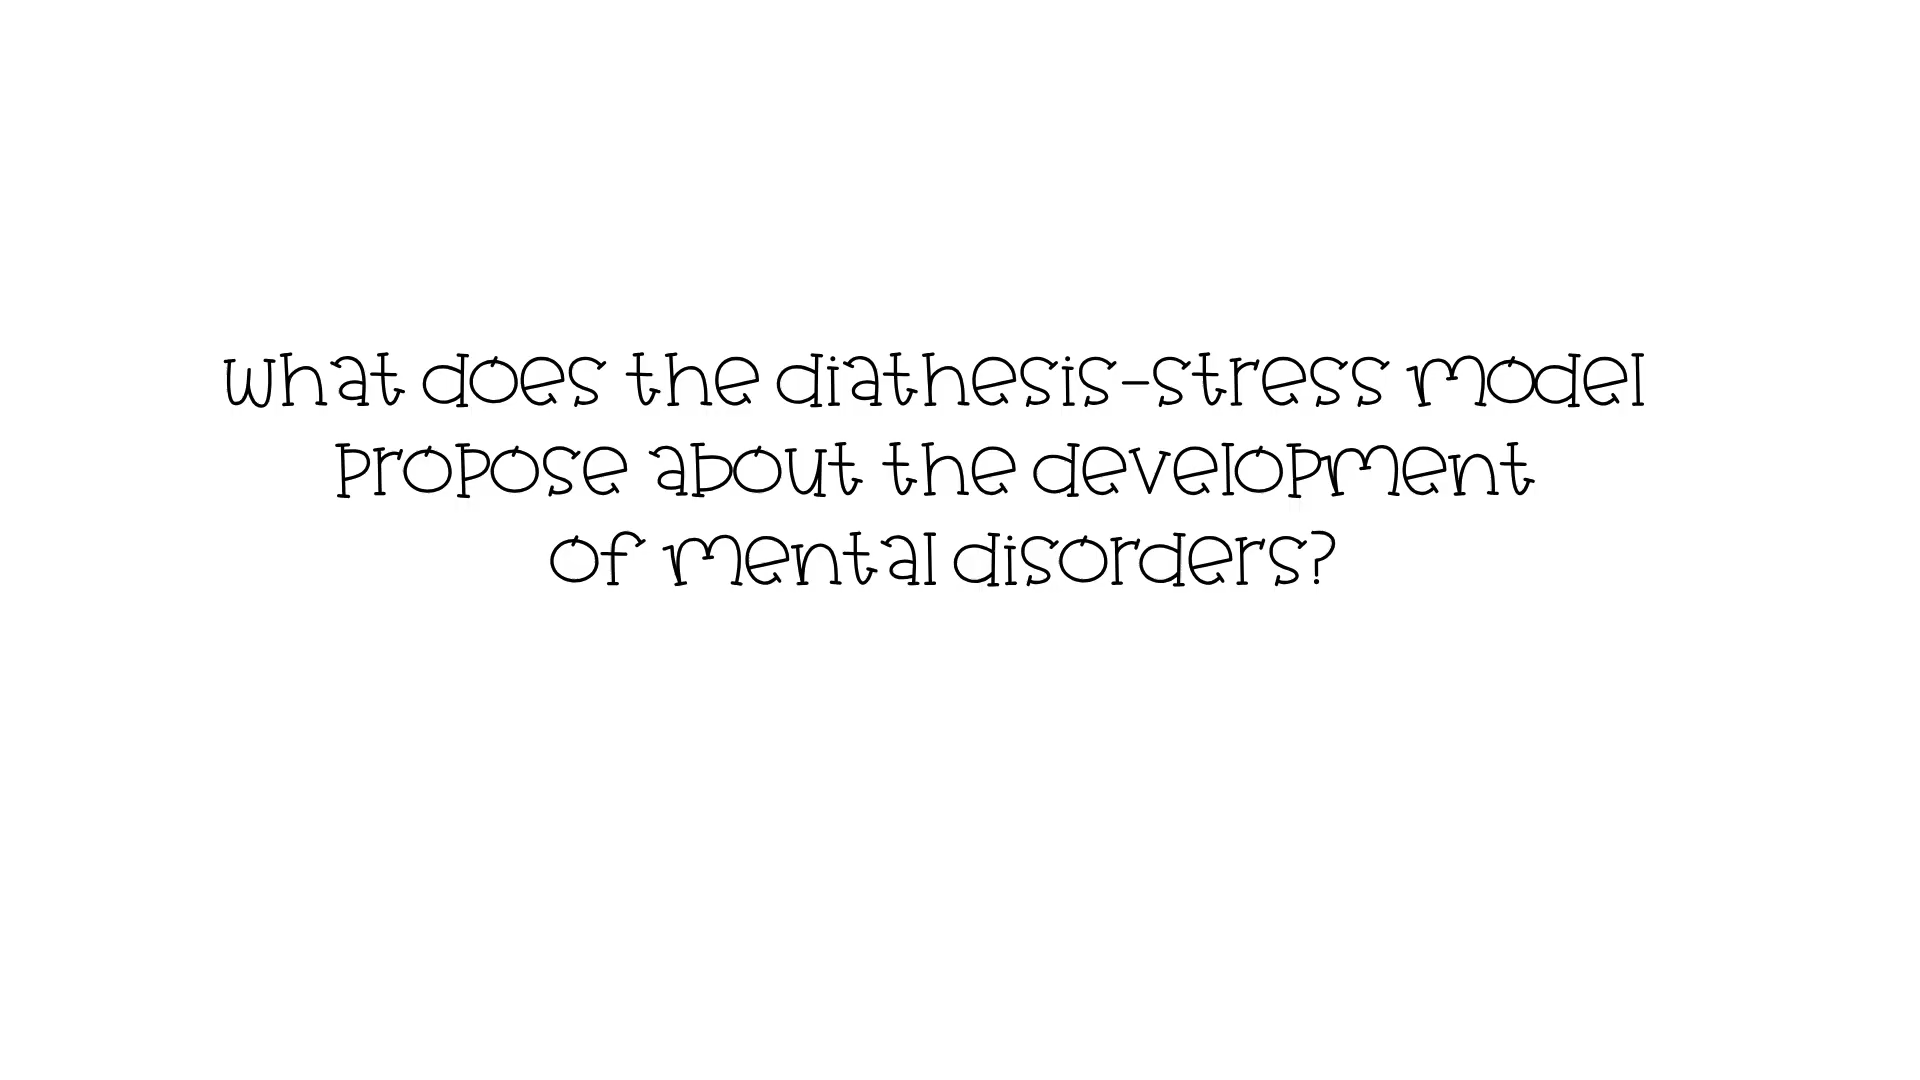 What does the diathesis-stress model
propose about the development
of mental disorders?